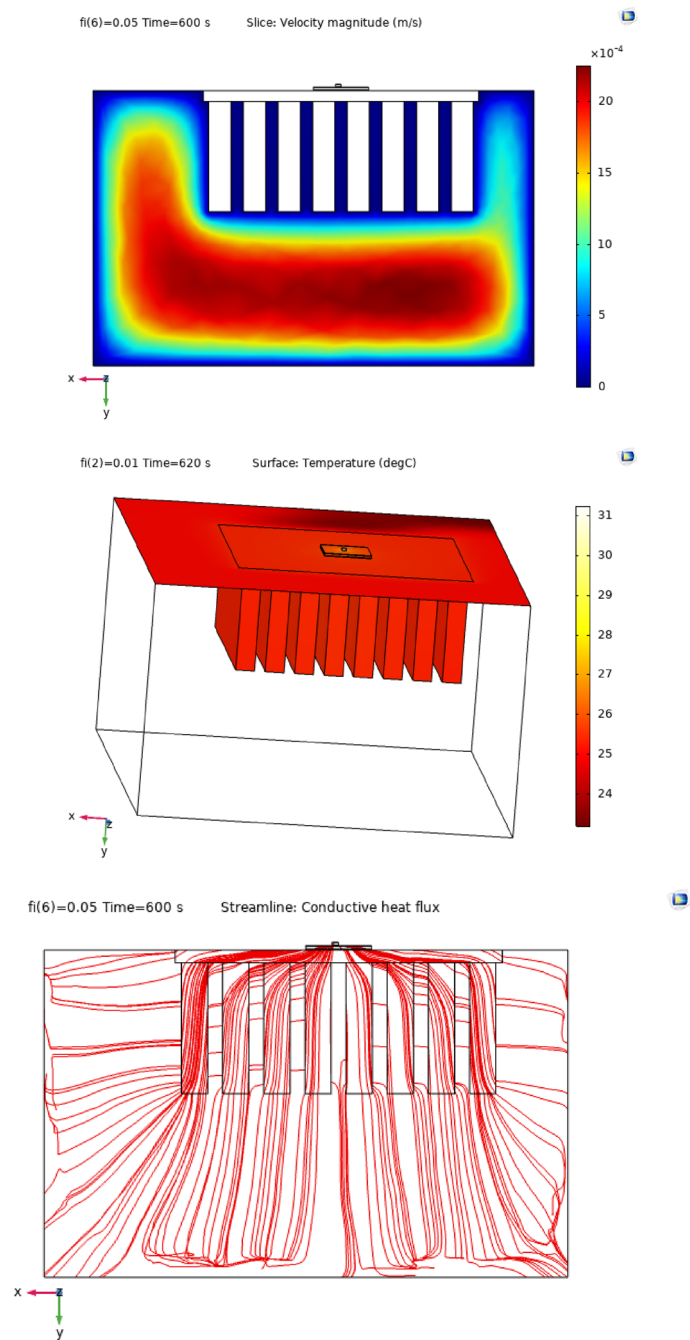 fi(6)=0.05 Time=600 s Slice: Velocity magnitude (m/s)
×10⁻⁴
20
15
10
5
0
x z
y
fi(2)=0.01 Time=620 s Surface: Temperature (degC)
31
30
29
28
27
26
25
24
x z
y
fi(6)=0.05 Time=600 s Streamline: Conductive heat flux
x z
y